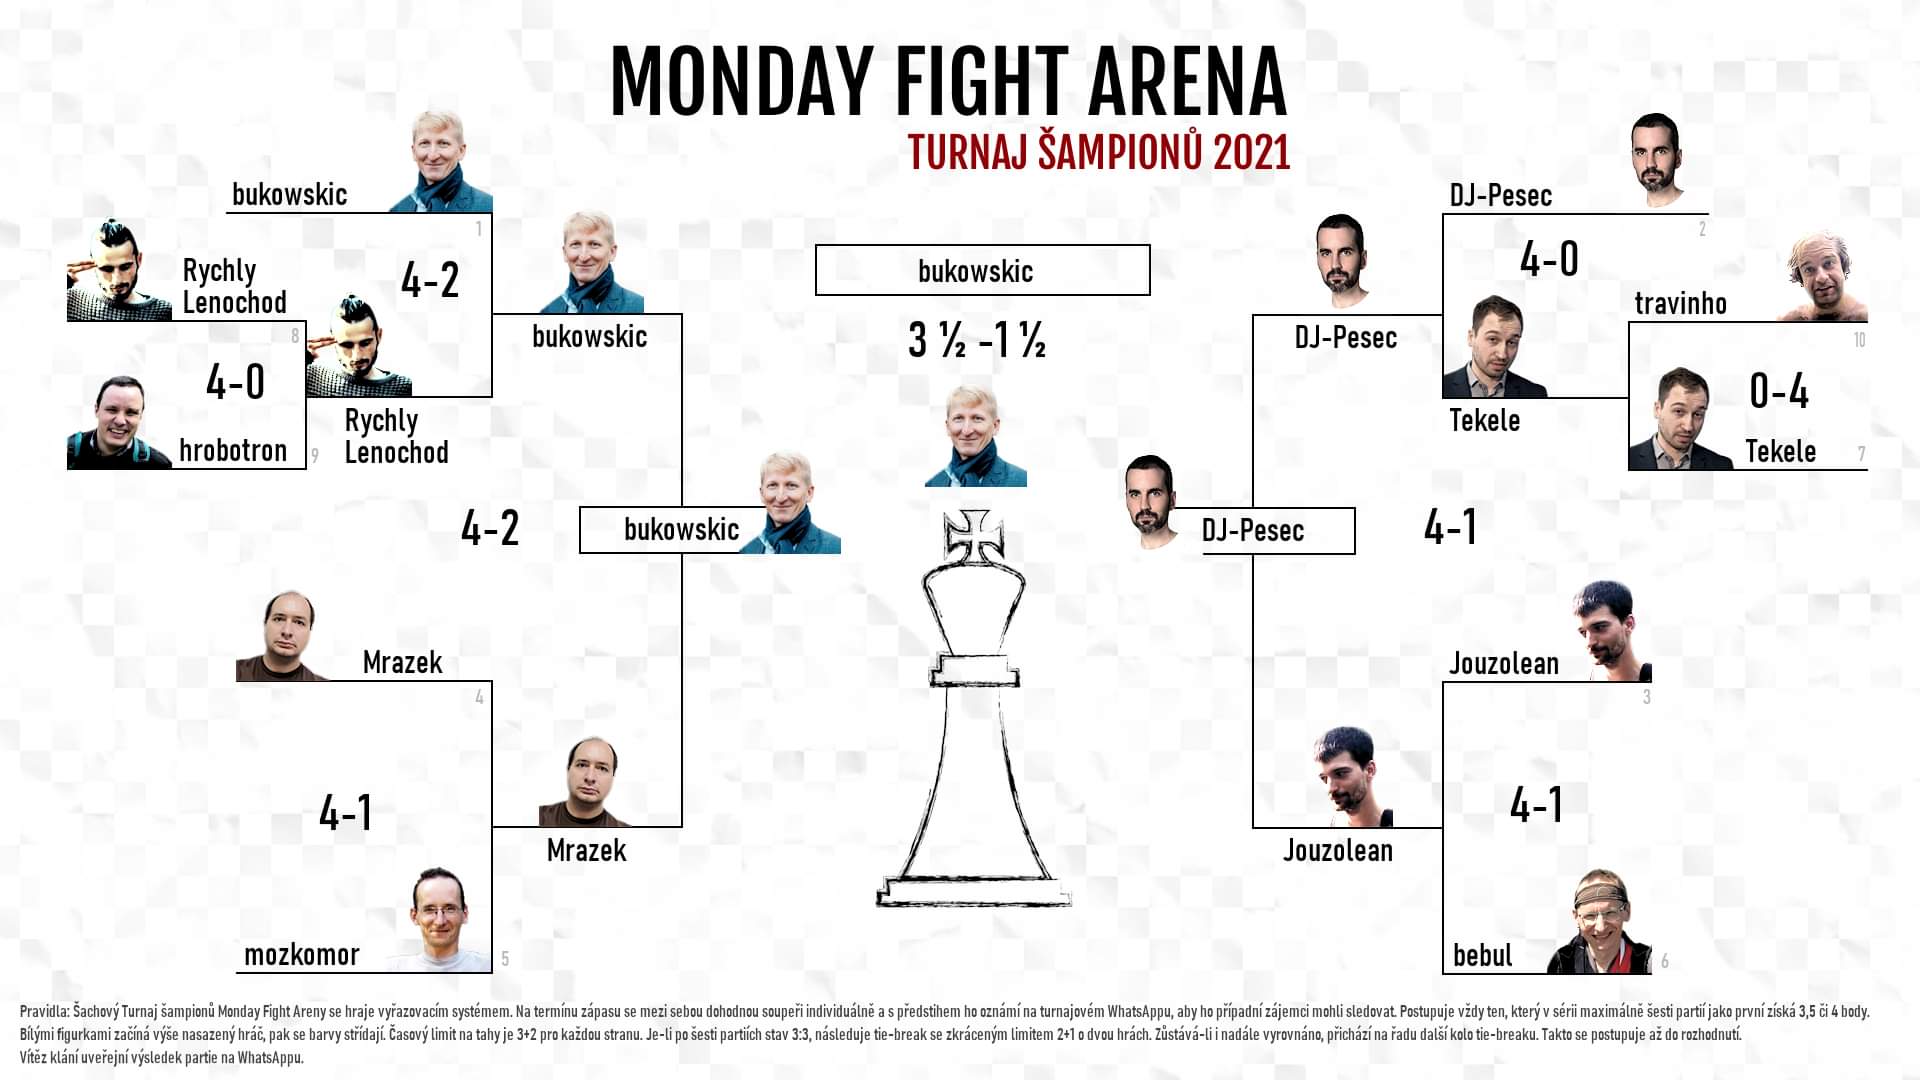 MONDAY FIGHT ARENA
TURNAJ ŠAMPIONŮ 2021
bukowskic
1
Rychly
Lenochod
8
4-2
4-0
hrobotron
9
Rychly
Lenochod
bukowskic
4-2
bukowskic
Mrazek
4
4-1
Mrazek
mozkomor
5
bukowskic
3 ½ -1 ½
DJ-Pesec
2
4-0
travinho
10
DJ-Pesec
Tekele
0-4
Tekele
7
DJ-Pesec
4-1
Jouzolean
3
4-1
Jouzolean
bebul
6
Pravidla: Šachový Turnaj šampionů Monday Fight Areny se hraje vyřazovacím systémem. Na termínu zápasu se mezi sebou dohodnou soupeři individuálně a s předstihem ho oznámí na turnajovém WhatsAppu, aby ho případní zájemci mohli sledovat. Postupuje vždy ten, který v sérii maximálně šesti partií jako první získá 3,5 či 4 body.
Bílými figurkami začíná výše nasazený hráč, pak se barvy střídají. Časový limit na tahy je 3+2 pro každou stranu. Je-li po šesti partiích stav 3:3, následuje tie-break se zkráceným limitem 2+1 o dvou hrách. Zůstává-li i nadále vyrovnáno, přichází na řadu další kolo tie-breaku. Takto se postupuje až do rozhodnutí.
Vítěz klání uveřejní výsledek partie na WhatsAppu.